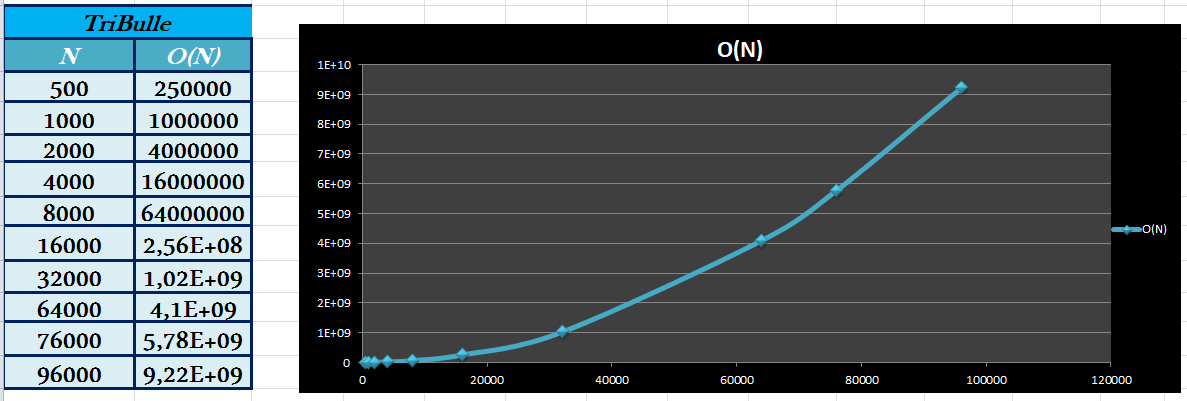 TriBulle
N O(N)
500 250000
1000 1000000
2000 4000000
4000 16000000
8000 64000000
16000 2,56E+08
32000 1,02E+09
64000 4,1E+09
76000 5,78E+09
96000 9,22E+09
O(N)
1E+10
9E+09
8E+09
7E+09
6E+09
5E+09
4E+09
3E+09
2E+09
1E+09
0
0 20000 40000 60000 80000 100000 120000
O(N)